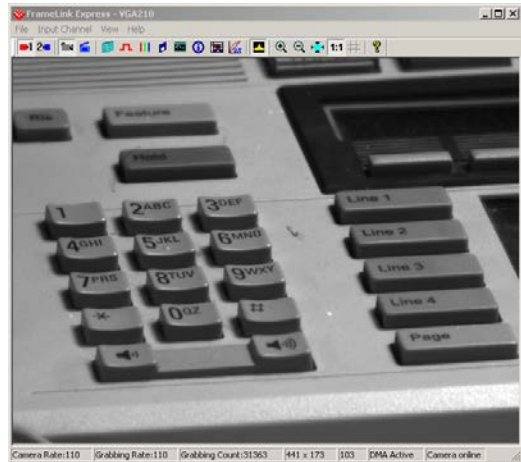 FrameLink Express - VGA210
File Input Channel View Help
1 2 1:1 ?
Rls Feature
Hold
1 2ABC 3DEF
4GHI 5JKL 6MNO
7PRS 8TUV 9WXY
* 0QZ #
Line 1
Line 2
Line 3
Line 4
Page
Camera Rate:110 Grabbing Rate:110 Grabbing Count:31363 441 x 173 103 DMA Active Camera online